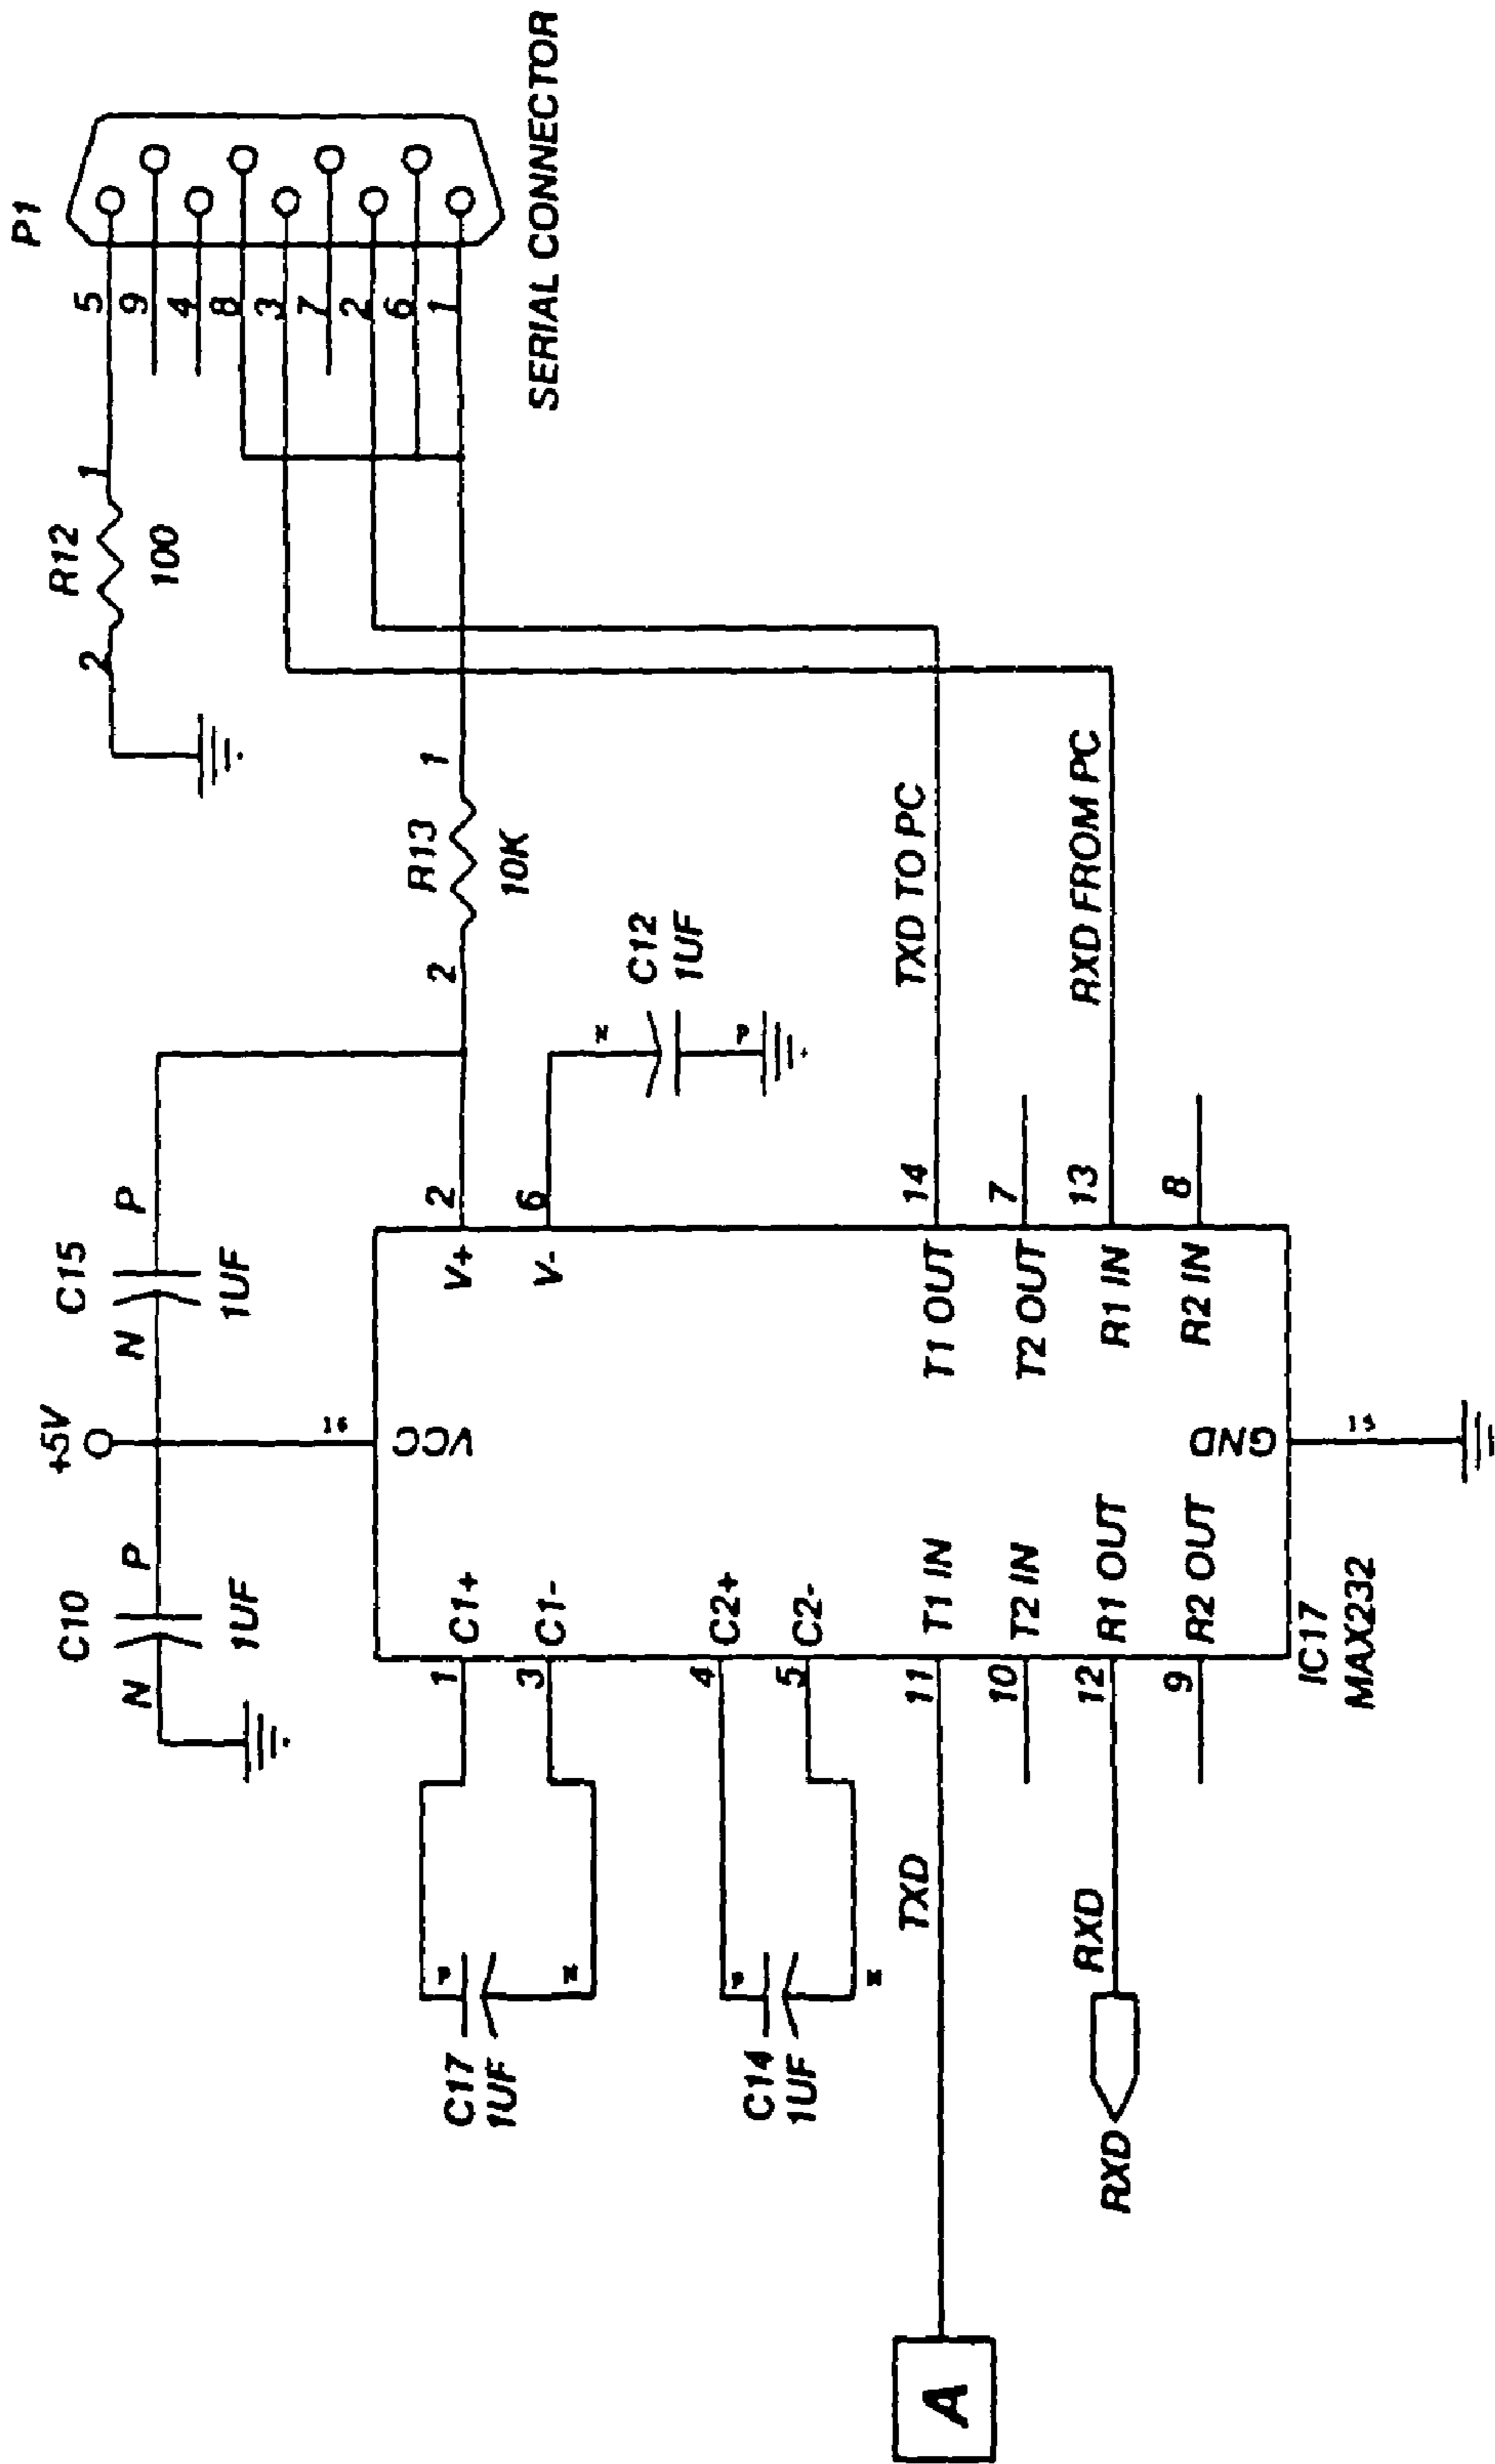 P1
5
9
4
8
3
7
2
6
1
SERIAL CONNECTOR
R12
1
2
100
R13
1
2
10K
+5V
C10
N
P
1UF
C15
N
P
1UF
C12
1UF
16
VCC
C1+
C1-
C2+
C2-
T1 IN
T2 IN
R1 OUT
R2 OUT
1
3
4
5
11
10
12
9
V+
V-
T1 OUT
T2 OUT
R1 IN
R2 IN
2
6
14
7
13
8
GND
IC17
MAX232
C17
1UF
C14
1UF
TXD
RXD
RXD
TXD TO PC
RXD FROM PC
A